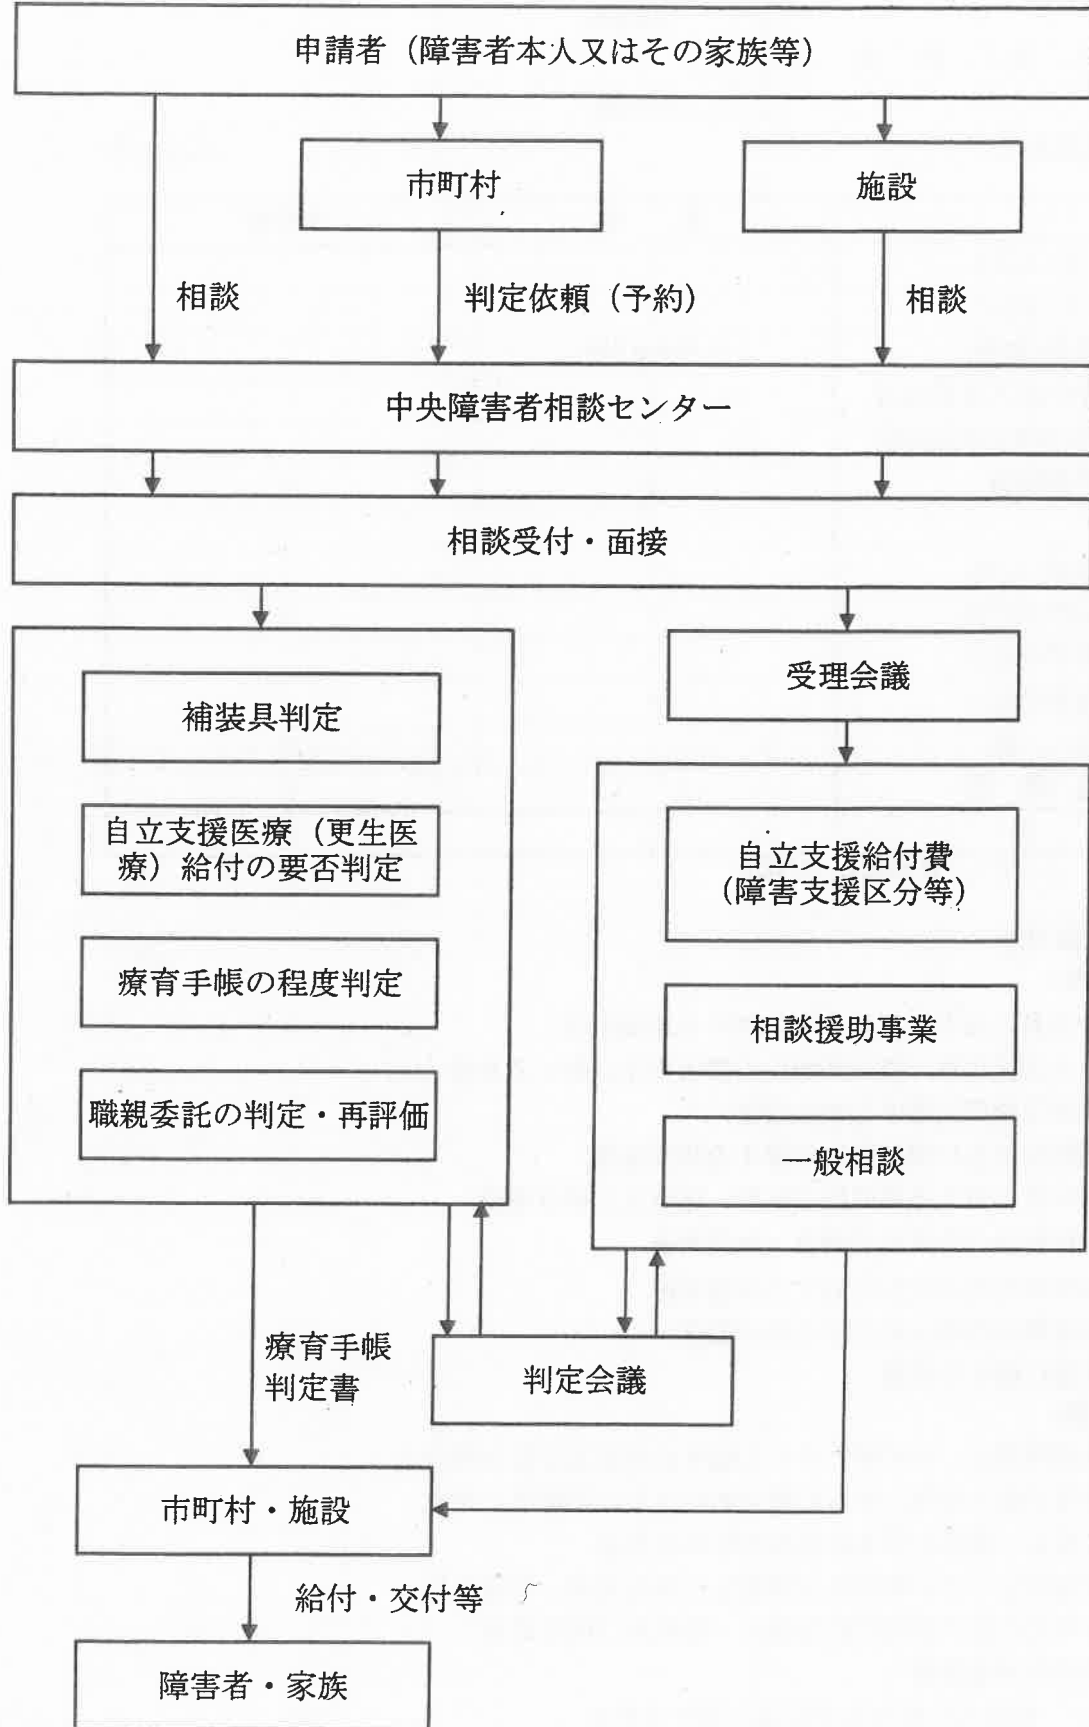 申請者（障害者本人又はその家族等）
市町村
施設
相談
判定依頼（予約）
相談
中央障害者相談センター
相談受付・面接
受理会議
補装具判定
自立支援医療（更生医
療）給付の要否判定
療育手帳の程度判定
職親委託の判定・再評価
自立支援給付費
（障害支援区分等）
相談援助事業
一般相談
療育手帳
判定書
判定会議
市町村・施設
給付・交付等
障害者・家族